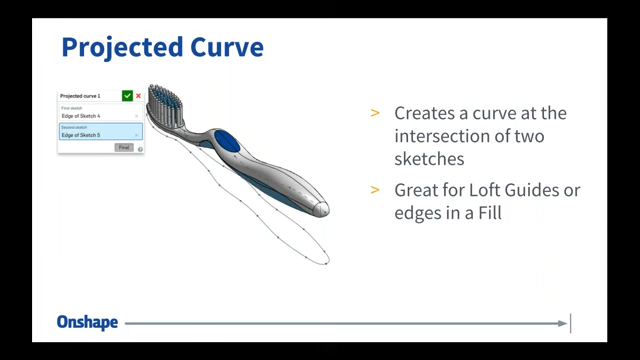 Projected Curve
Projected curve 1
First sketch
Edge of Sketch 4
Second sketch
Edge of Sketch 5
Final
> Creates a curve at the
intersection of two
sketches
> Great for Loft Guides or
edges in a Fill
Onshape